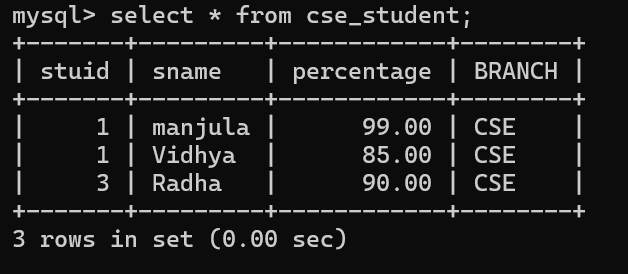 mysql> select * from cse_student;
+-------+---------+------------+--------+
| stuid | sname   | percentage | BRANCH |
+-------+---------+------------+--------+
|     1 | manjula |      99.00 | CSE    |
|     1 | Vidhya  |      85.00 | CSE    |
|     3 | Radha   |      90.00 | CSE    |
+-------+---------+------------+--------+
3 rows in set (0.00 sec)